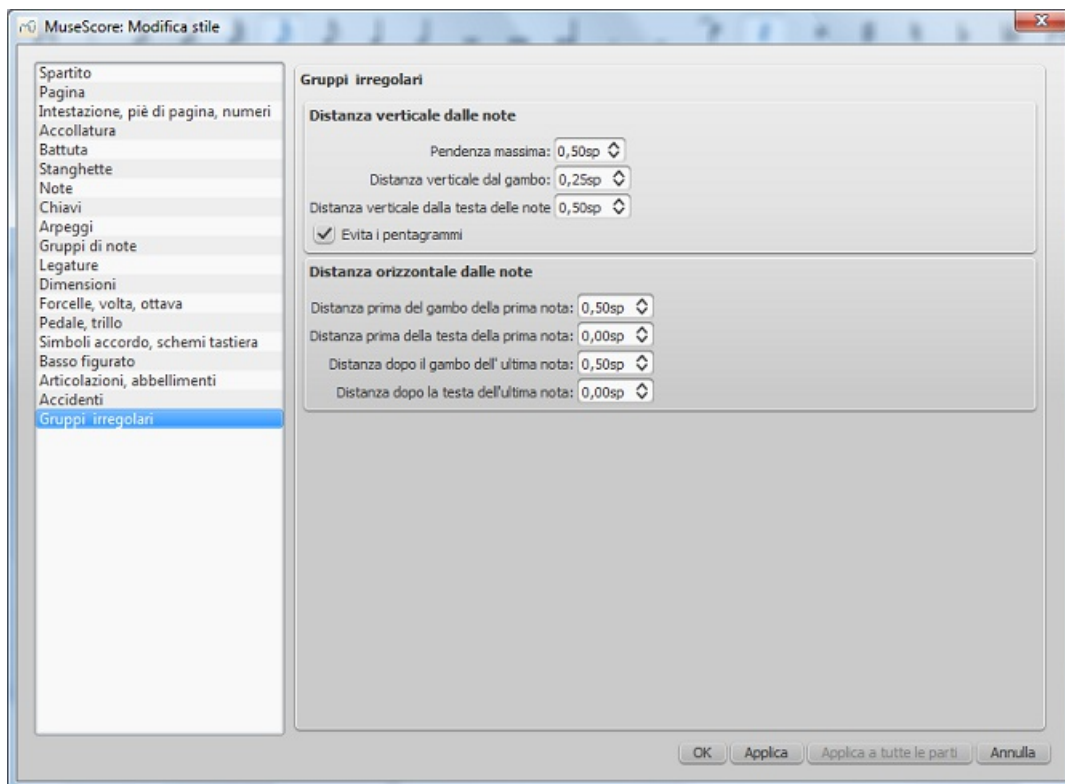 MuseScore: Modifica stile
Spartito
Pagina
Intestazione, piè di pagina, numeri
Accollatura
Battuta
Stanghette
Note
Chiavi
Arpeggi
Gruppi di note
Legature
Dimensioni
Forcelle, volta, ottava
Pedale, trillo
Simboli accordo, schemi tastiera
Basso figurato
Articolazioni, abbellimenti
Accidenti
Gruppi irregolari
Gruppi irregolari
Distanza verticale dalle note
Pendenza massima: 0,50sp
Distanza verticale dal gambo: 0,25sp
Distanza verticale dalla testa delle note 0,50sp
Evita i pentagrammi
Distanza orizzontale dalle note
Distanza prima del gambo della prima nota: 0,50sp
Distanza prima della testa della prima nota: 0,00sp
Distanza dopo il gambo dell' ultima nota: 0,50sp
Distanza dopo la testa dell'ultima nota: 0,00sp
OK Applica Applica a tutte le parti Annulla